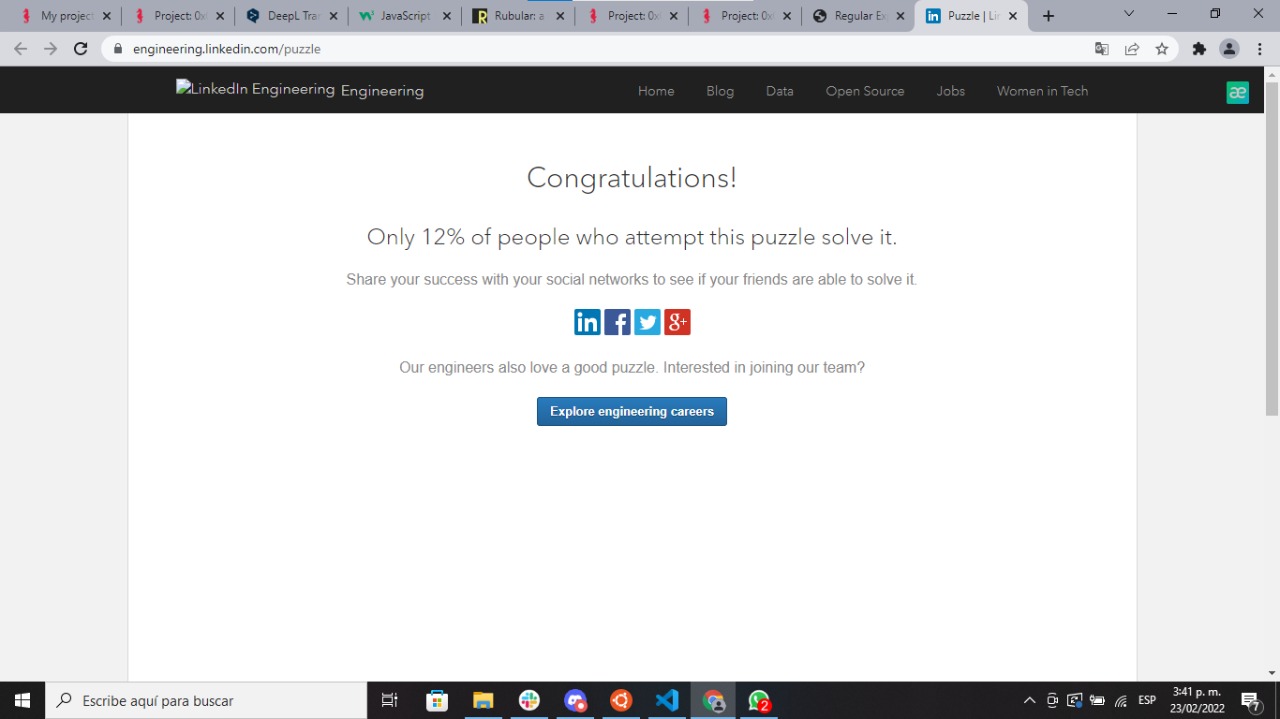 My project
Project: 0x
DeepL Tra
JavaScript
Rubular: a
Project: 0x
Project: 0x
Regular Ex
Puzzle | Li
engineering.linkedin.com/puzzle
LinkedIn Engineering Engineering
Home Blog Data Open Source Jobs Women in Tech
æ
Congratulations!
Only 12% of people who attempt this puzzle solve it.
Share your success with your social networks to see if your friends are able to solve it.
in f g+
Our engineers also love a good puzzle. Interested in joining our team?
Explore engineering careers
Escribe aquí para buscar
2
ESP
3:41 p. m.
23/02/2022
7